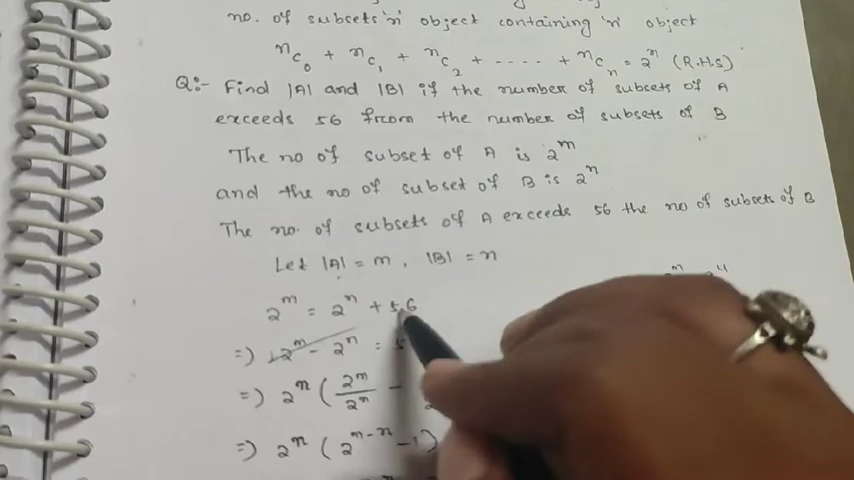 no. of subsets 'n' object containing 'n' object
ⁿC₀ + ⁿC₁ + ⁿC₂ + ..... + ⁿCₙ = 2ⁿ (R.H.S)
Q:- Find |A| and |B| if the number of subsets of A
exceeds 56 from the number of subsets of B
The no of subset of A is 2ᵐ
and the no of subset of B is 2ⁿ
The no. of subsets of A exceeds 56 the no of subsets of B
Let |A| = m, |B| = n
2ᵐ = 2ⁿ + 56
=) 2ᵐ - 2ⁿ =
=) 2ⁿ ( 2ᵐ/2ⁿ -
=) 2ⁿ ( 2ᵐ⁻ⁿ -1)